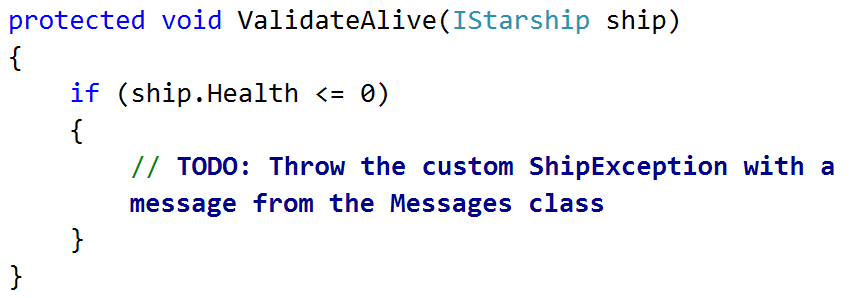 protected void ValidateAlive(IStarship ship)
{
    if (ship.Health <= 0)
    {
        // TODO: Throw the custom ShipException with a
        message from the Messages class
    }
}